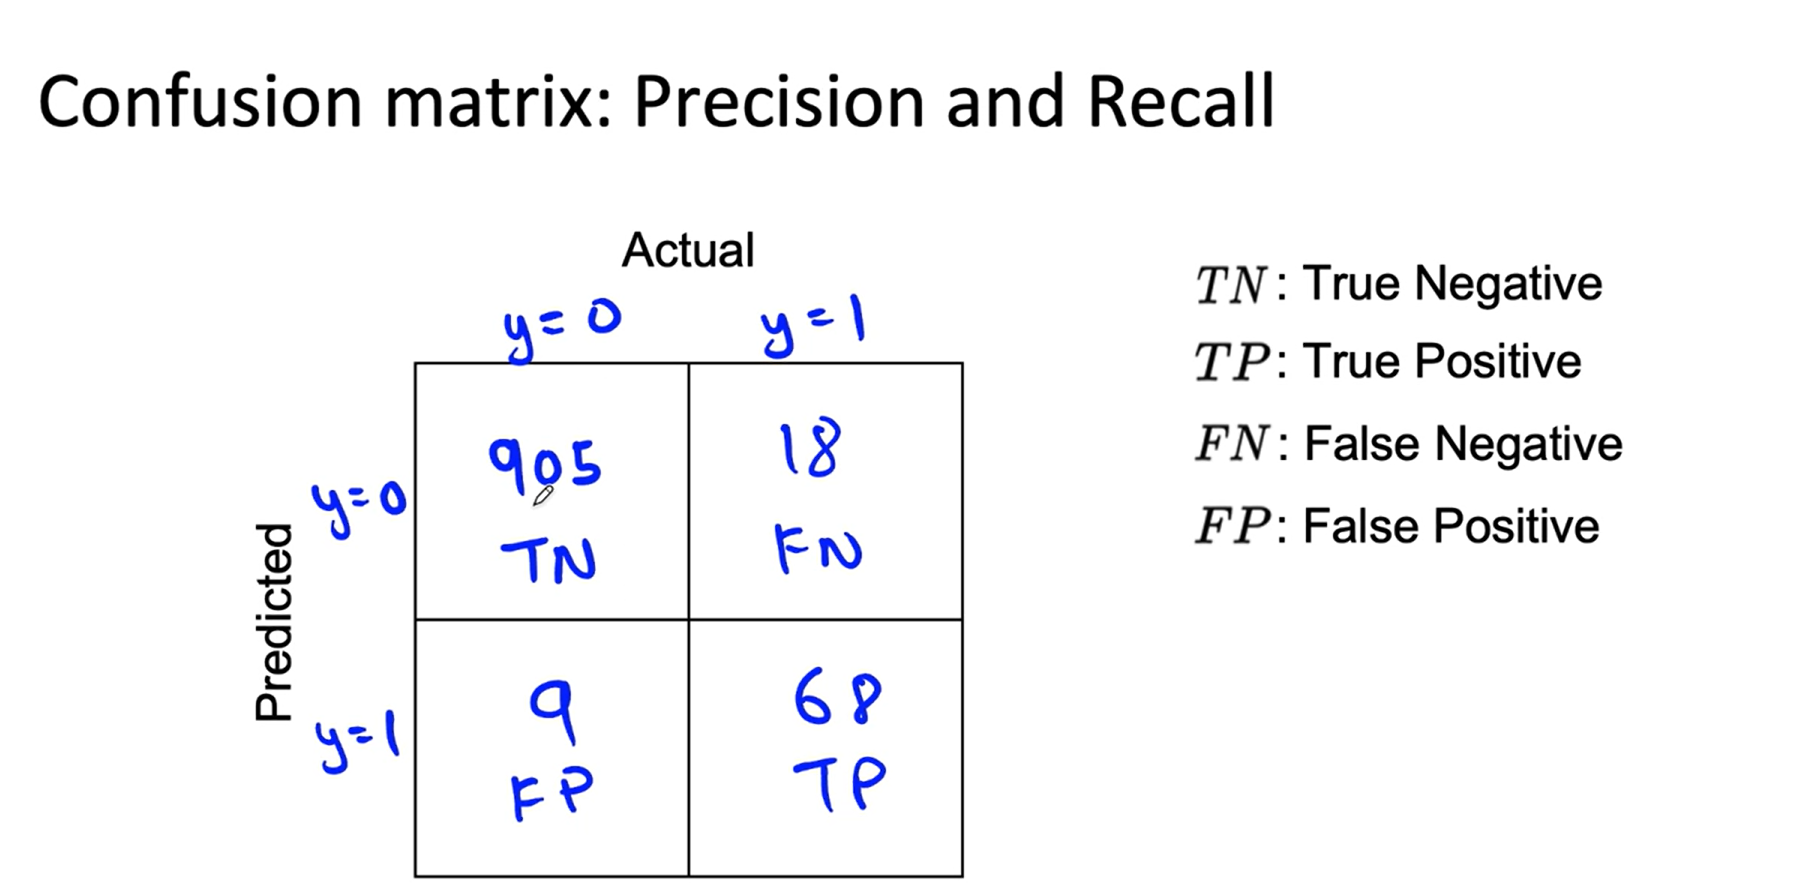 Confusion matrix: Precision and Recall
Actual
y=0 y=1
TN: True Negative
TP: True Positive
FN: False Negative
FP: False Positive
Predicted
y=0
905 18
TN FN
y=1
9 68
FP TP